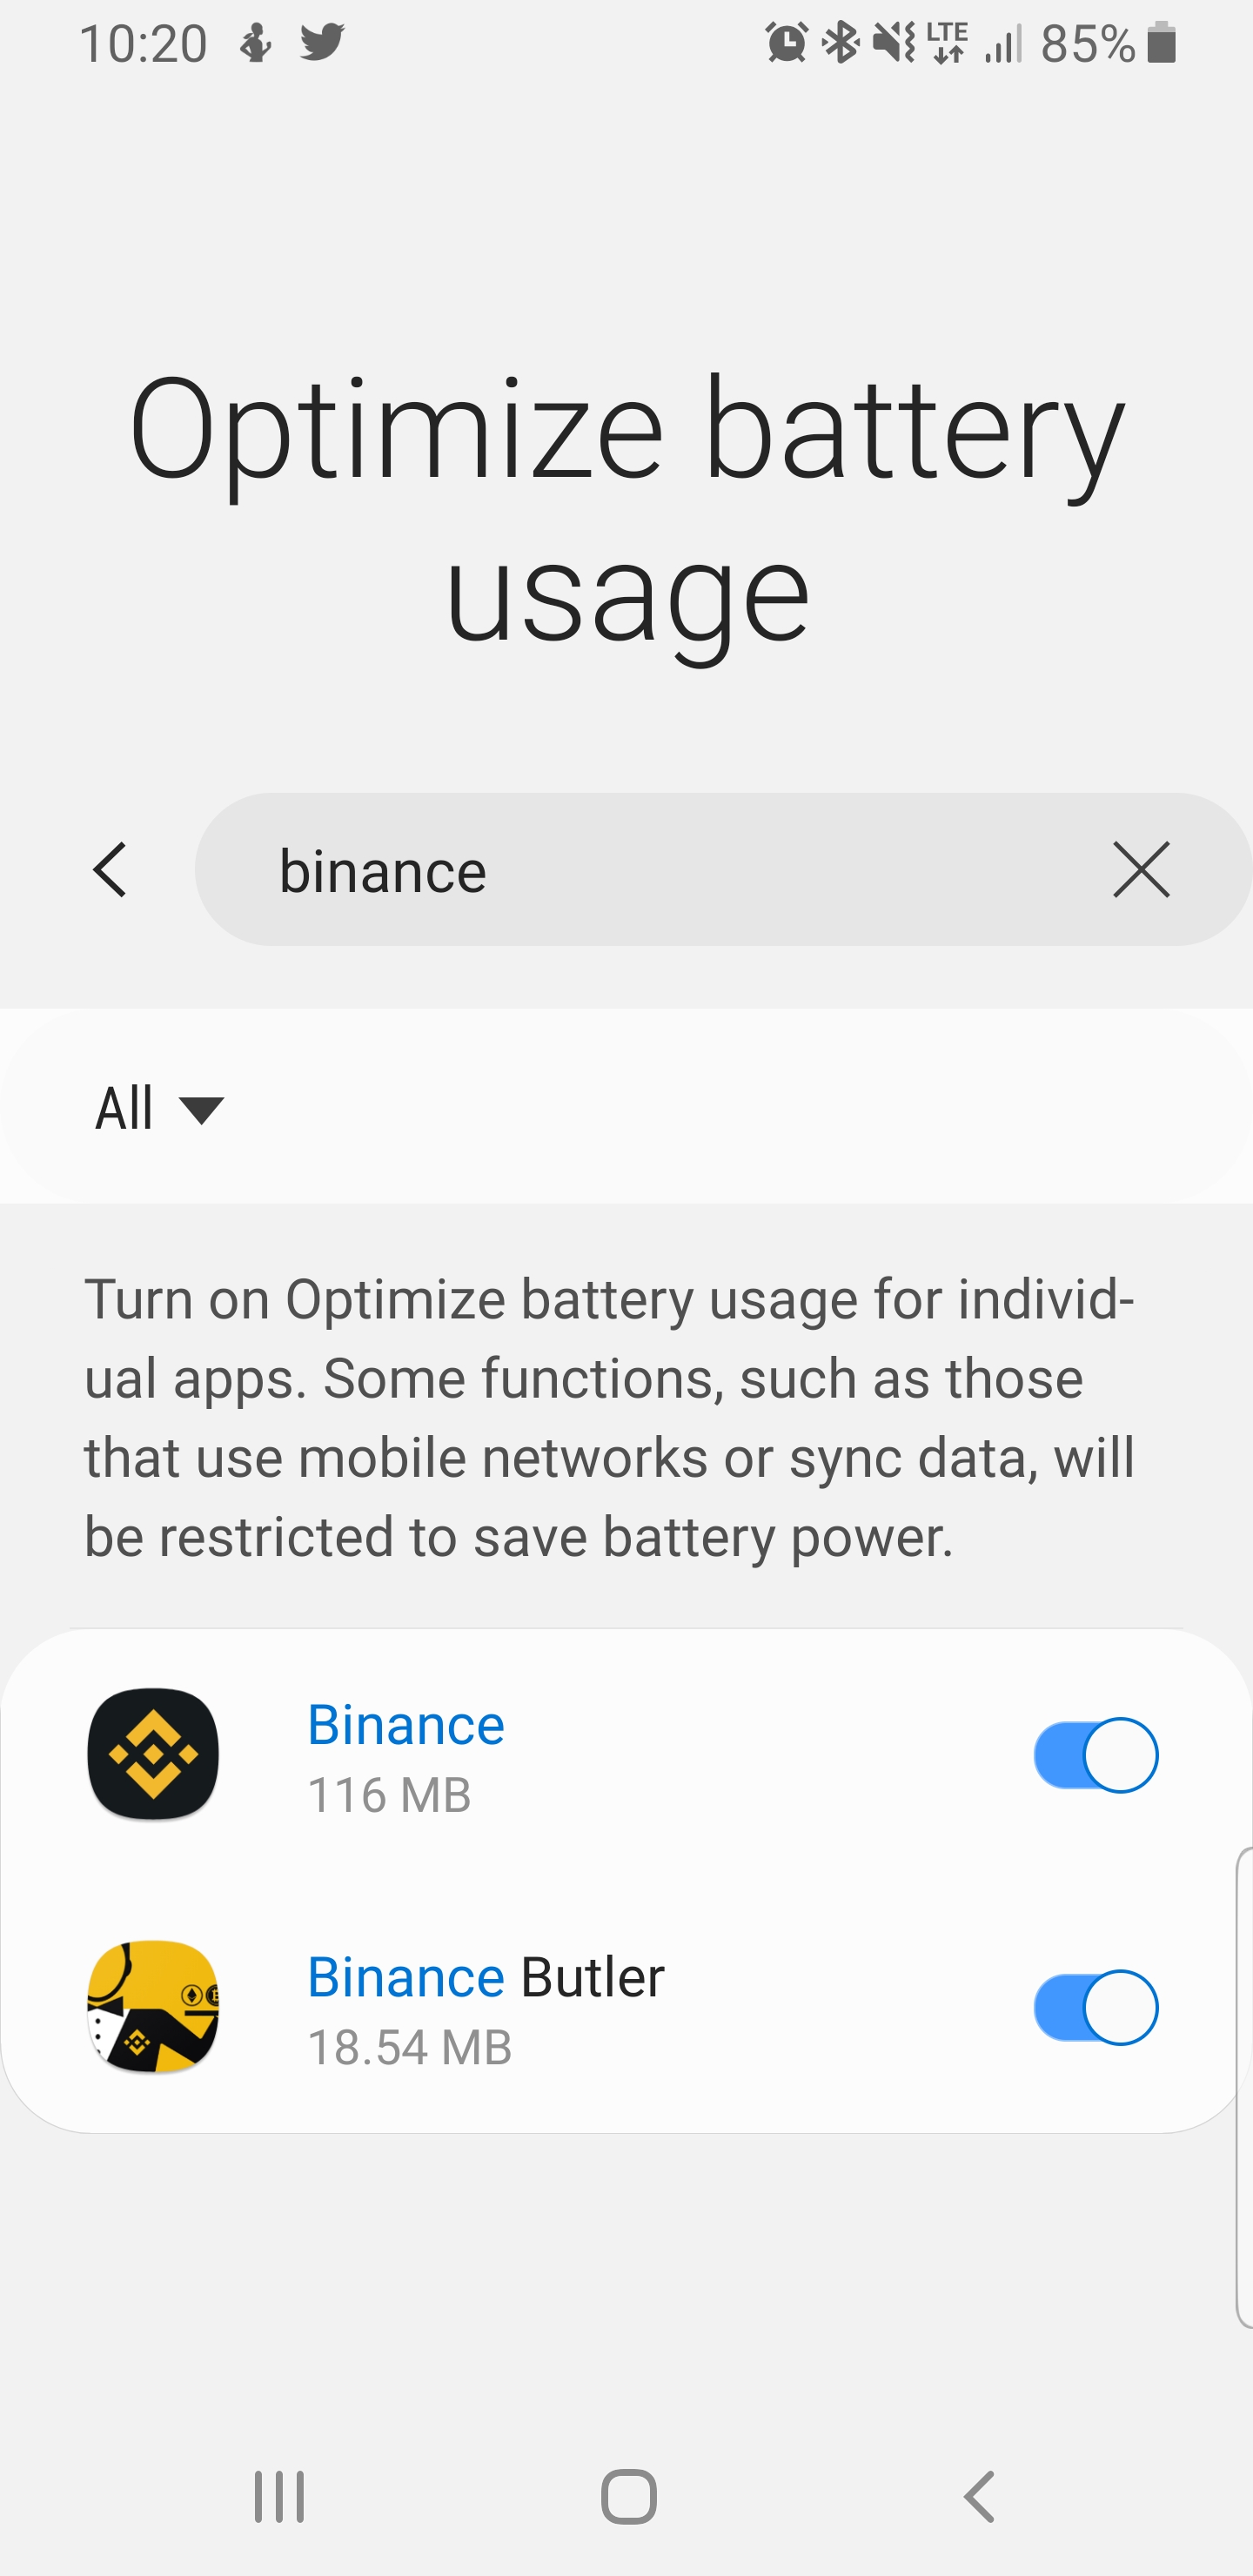 10:20 LTE 85%
Optimize battery
usage
binance
All
Turn on Optimize battery usage for individ-
ual apps. Some functions, such as those
that use mobile networks or sync data, will
be restricted to save battery power.
Binance
116 MB
Binance Butler
18.54 MB